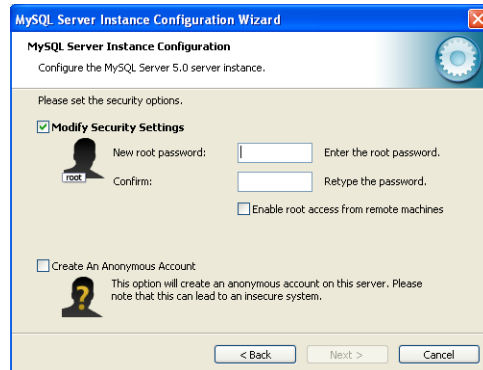 MySQL Server Instance Configuration Wizard
MySQL Server Instance Configuration
Configure the MySQL Server 5.0 server instance.
Please set the security options.
Modify Security Settings
New root password: Enter the root password.
root
Confirm: Retype the password.
Enable root access from remote machines
Create An Anonymous Account
This option will create an anonymous account on this server. Please
note that this can lead to an insecure system.
?
< Back Next > Cancel